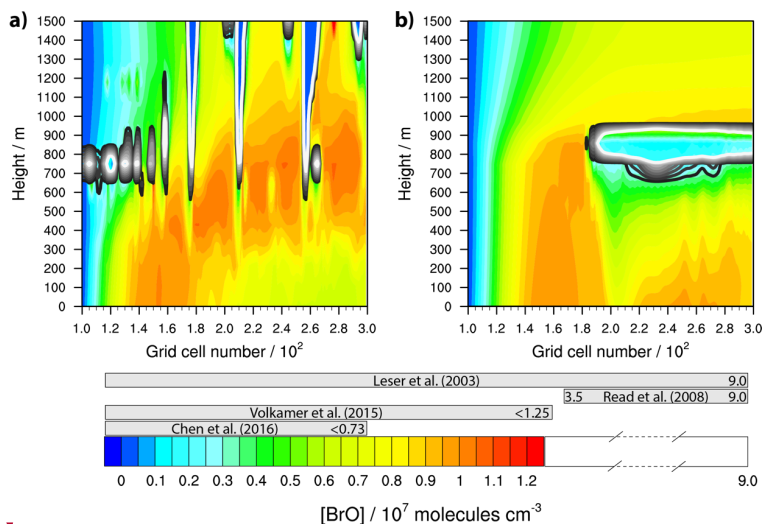 a)
b)
1500
1400
1300
1200
1100
1000
900
800
700
600
500
400
300
200
100
0
Height / m
1.0 1.2 1.4 1.6 1.8 2.0 2.2 2.4 2.6 2.8 3.0
Grid cell number / 10²
1500
1400
1300
1200
1100
1000
900
800
700
600
500
400
300
200
100
0
Height / m
1.0 1.2 1.4 1.6 1.8 2.0 2.2 2.4 2.6 2.8 3.0
Grid cell number / 10²
Leser et al. (2003) 9.0
3.5 Read et al. (2008) 9.0
Volkamer et al. (2015) <1.25
Chen et al. (2016) <0.73
0 0.1 0.2 0.3 0.4 0.5 0.6 0.7 0.8 0.9 1 1.1 1.2 9.0
[BrO] / 10⁷ molecules cm⁻³